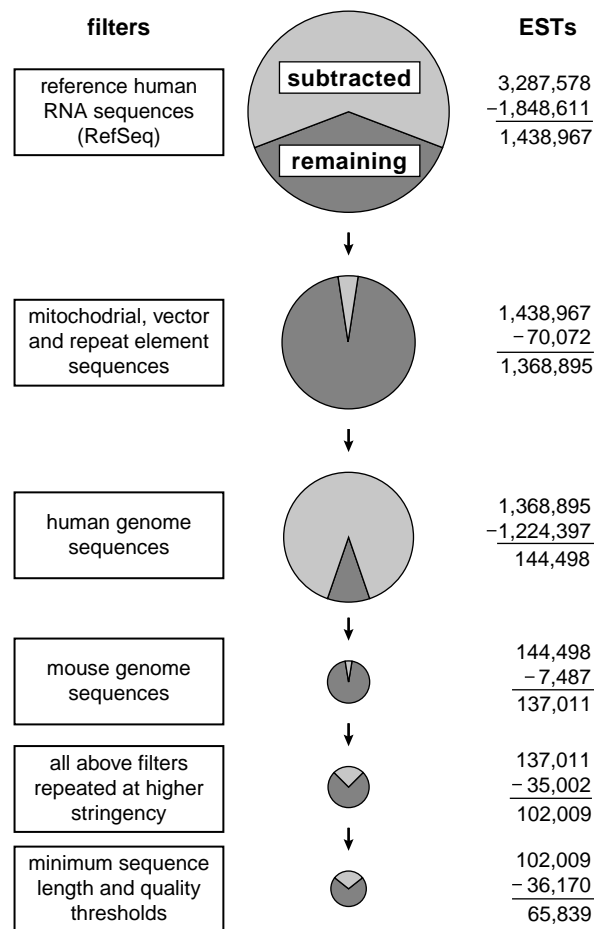 filters
ESTs
reference human
RNA sequences
(RefSeq)
subtracted
remaining
3,287,578
−1,848,611
1,438,967
mitochodrial, vector
and repeat element
sequences
1,438,967
−70,072
1,368,895
human genome
sequences
1,368,895
−1,224,397
144,498
mouse genome
sequences
144,498
−7,487
137,011
all above filters
repeated at higher
stringency
137,011
−35,002
102,009
minimum sequence
length and quality
thresholds
102,009
−36,170
65,839